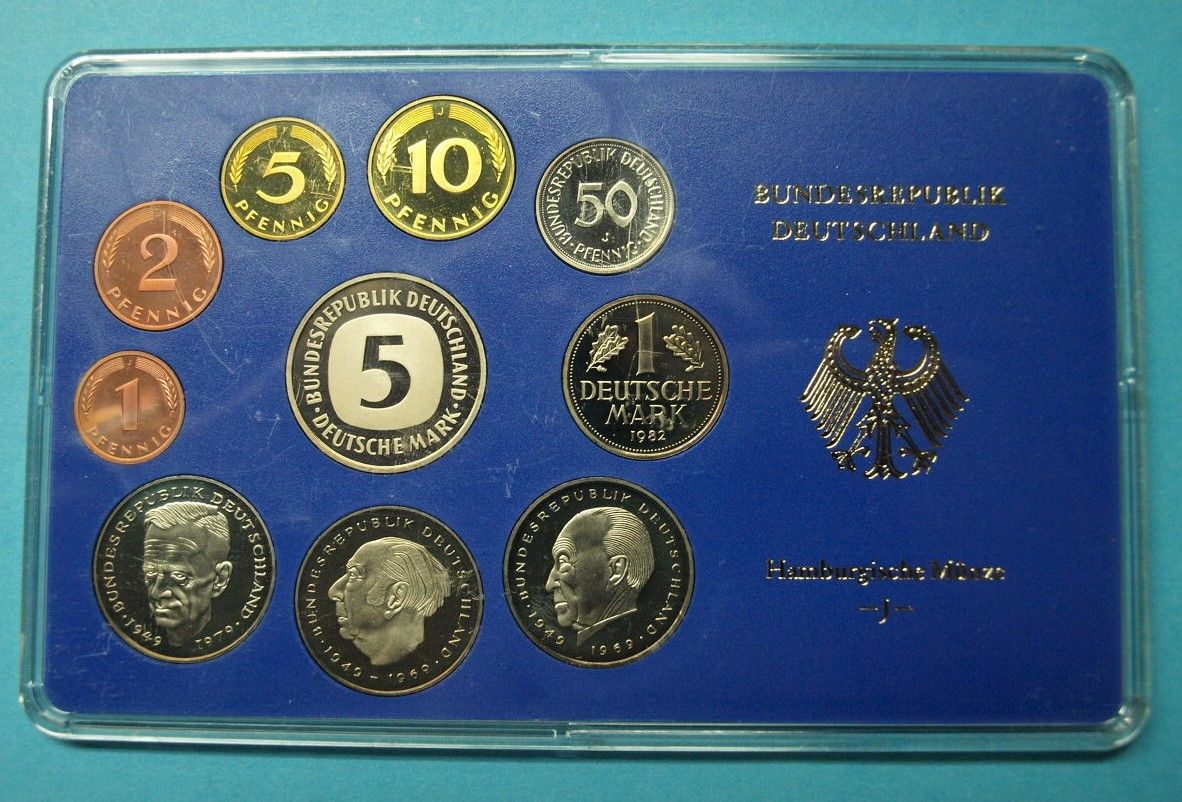 5
PFENNIG
J
10
PFENNIG
BUNDESREPUBLIK DEUTSCHLAND
50
J
PFENNIG
BUNDESREPUBLIK
DEUTSCHLAND
2
PFENNIG
BUNDESREPUBLIK DEUTSCHLAND
5
DEUTSCHE MARK
1
DEUTSCHE
MARK
1982
J
1
PFENNIG
BUNDESREPUBLIK DEUTSCHLAND
1949 1979
BUNDESREPUBLIK DEUTSCHLAND
1949 - 1969
BUNDESREPUBLIK DEUTSCHLAND
1949 1969
Hamburgische Münze
– J –